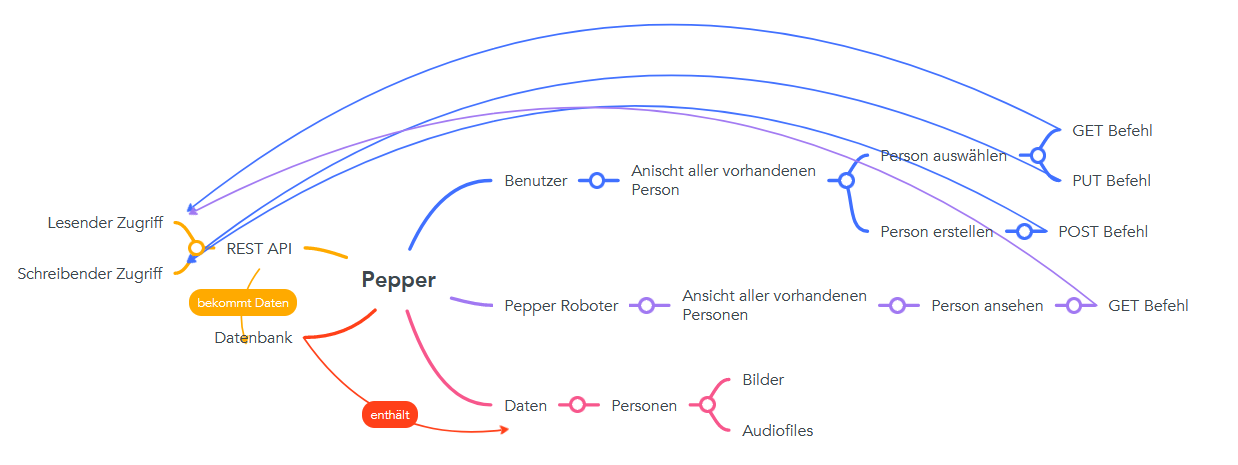 GET Befehl
Person auswählen
Anischt aller vorhandenen
Person
Benutzer
PUT Befehl
Lesender Zugriff
Person erstellen
POST Befehl
REST API
Schreibender Zugriff
Pepper
bekommt Daten
Ansicht aller vorhandenen
Personen
Pepper Roboter
Person ansehen
GET Befehl
Datenbank
Bilder
Daten
Personen
enthält
Audiofiles